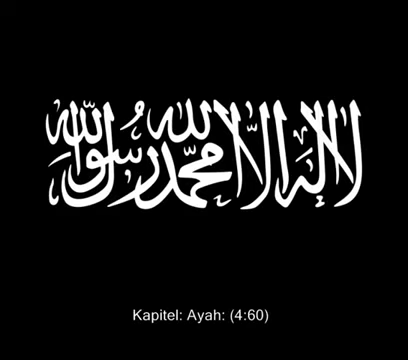 لا إله إلا الله محمد رسول الله
Kapitel: Ayah: (4:60)